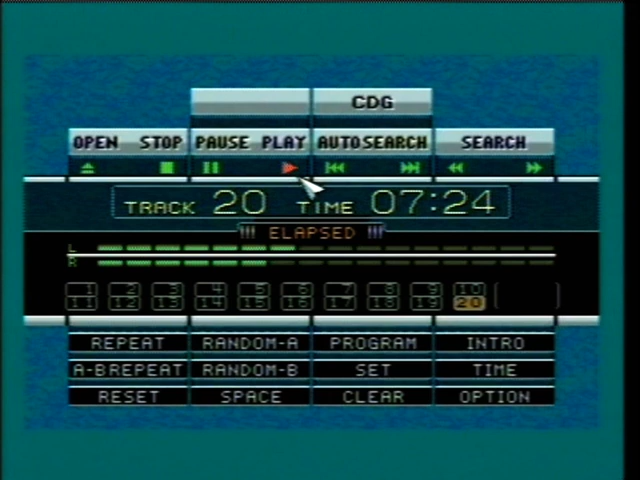 CDG
OPEN STOP PAUSE PLAY AUTOSEARCH SEARCH
TRACK 20 TIME 07:24
ELAPSED
L
R
1 2 3 4 5 6 7 8 9 10
11 12 13 14 15 16 17 18 19 20
REPEAT RANDOM-A PROGRAM INTRO
A-BREPEAT RANDOM-B SET TIME
RESET SPACE CLEAR OPTION